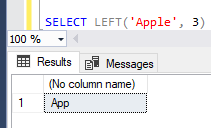 SELECT LEFT('Apple', 3)
100 %
Results Messages
(No column name)
1 App